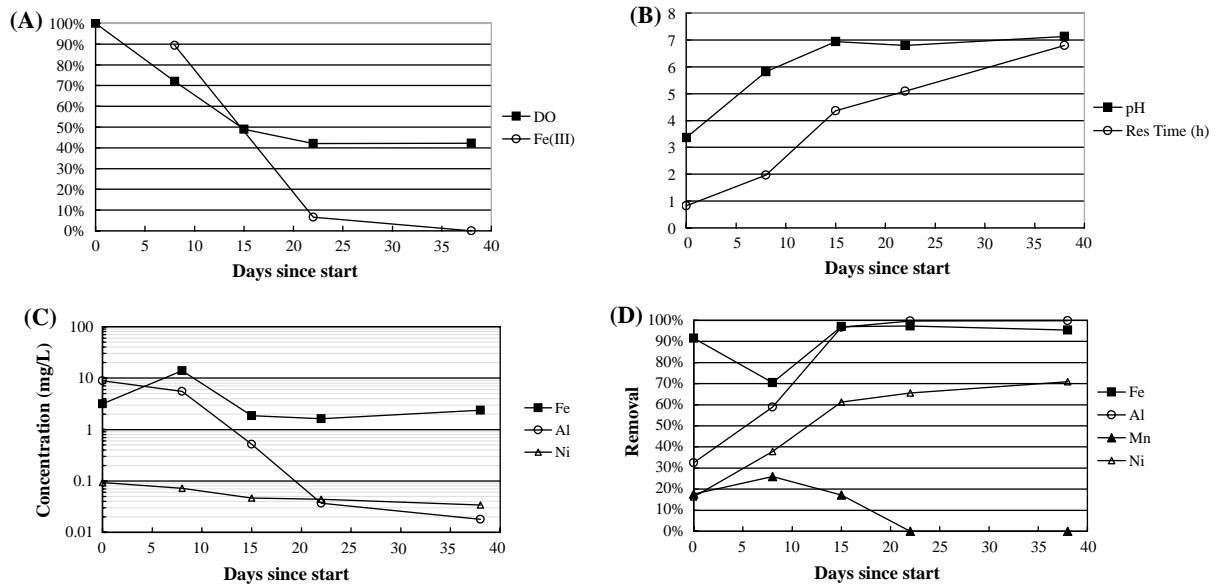 (A)
100%
90%
80%
70%
60%
50%
40%
30%
20%
10%
0%
0 5 10 15 20 25 30 35 40
Days since start
DO
Fe(III)
(B)
8
7
6
5
4
3
2
1
0
0 5 10 15 20 25 30 35 40
Days since start
pH
Res Time (h)
(C)
Concentration (mg/L)
100
10
1
0.1
0.01
0 5 10 15 20 25 30 35 40
Days since start
Fe
Al
Ni
(D)
Removal
100%
90%
80%
70%
60%
50%
40%
30%
20%
10%
0%
0 5 10 15 20 25 30 35 40
Days since start
Fe
Al
Mn
Ni